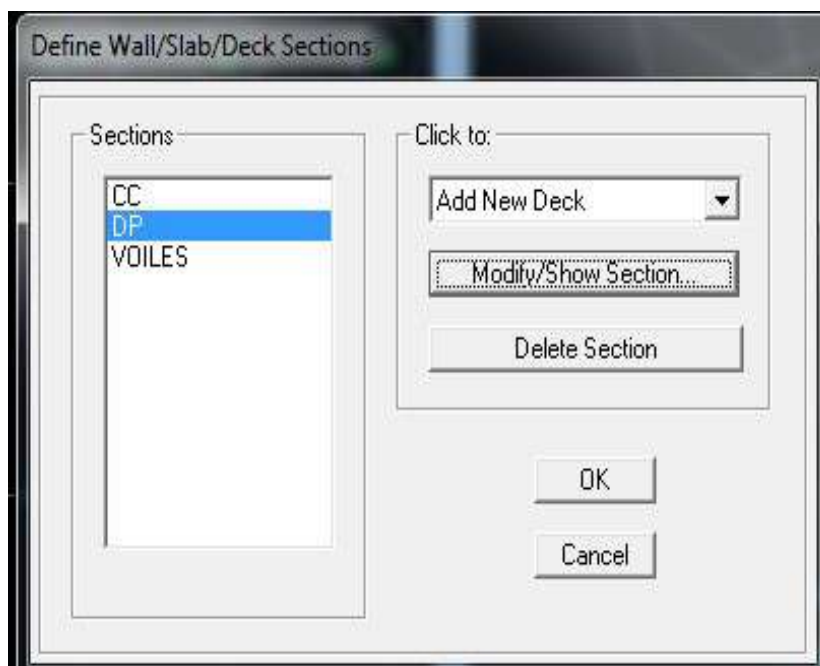 Define Wall/Slab/Deck Sections
Sections
CC
DP
VOILES
Click to:
Add New Deck
Modify/Show Section...
Delete Section
OK
Cancel